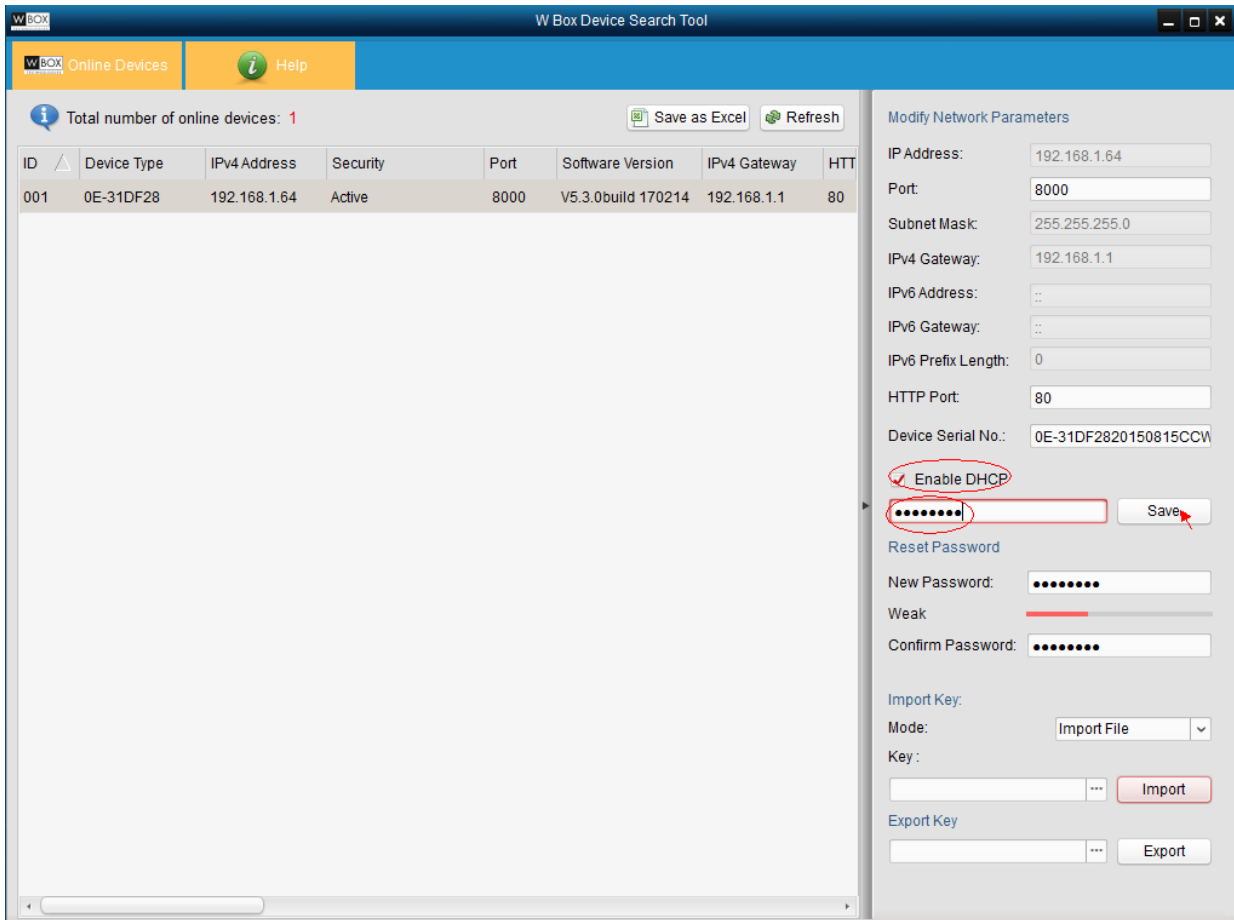 W BOX
W Box Device Search Tool
W BOX Online Devices
Help
Total number of online devices: 1
Save as Excel
Refresh
ID Device Type IPv4 Address Security Port Software Version IPv4 Gateway HTT
001 0E-31DF28 192.168.1.64 Active 8000 V5.3.0build 170214 192.168.1.1 80
Modify Network Parameters
IP Address: 192.168.1.64
Port: 8000
Subnet Mask: 255.255.255.0
IPv4 Gateway: 192.168.1.1
IPv6 Address: ::
IPv6 Gateway: ::
IPv6 Prefix Length: 0
HTTP Port: 80
Device Serial No.: 0E-31DF2820150815CCW
Enable DHCP
●●●●●●●● Save
Reset Password
New Password: ●●●●●●●●
Weak
Confirm Password: ●●●●●●●●
Import Key:
Mode: Import File
Key :
... Import
Export Key
... Export